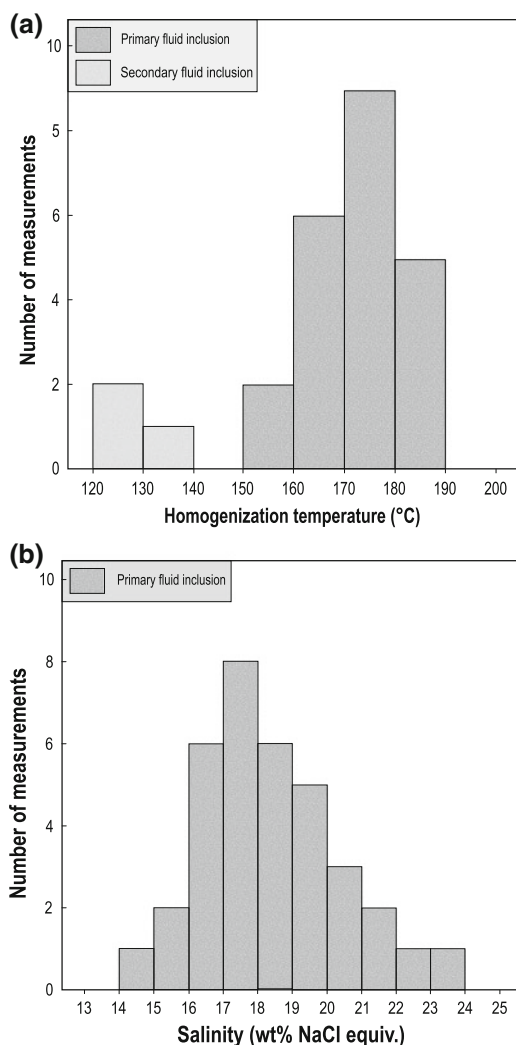 (a)
Primary fluid inclusion
Secondary fluid inclusion
Number of measurements
10
5
6
4
2
0
120 130 140 150 160 170 180 190 200
Homogenization temperature (°C)
(b)
Primary fluid inclusion
Number of measurements
10
8
6
4
2
0
13 14 15 16 17 18 19 20 21 22 23 24 25
Salinity (wt% NaCl equiv.)